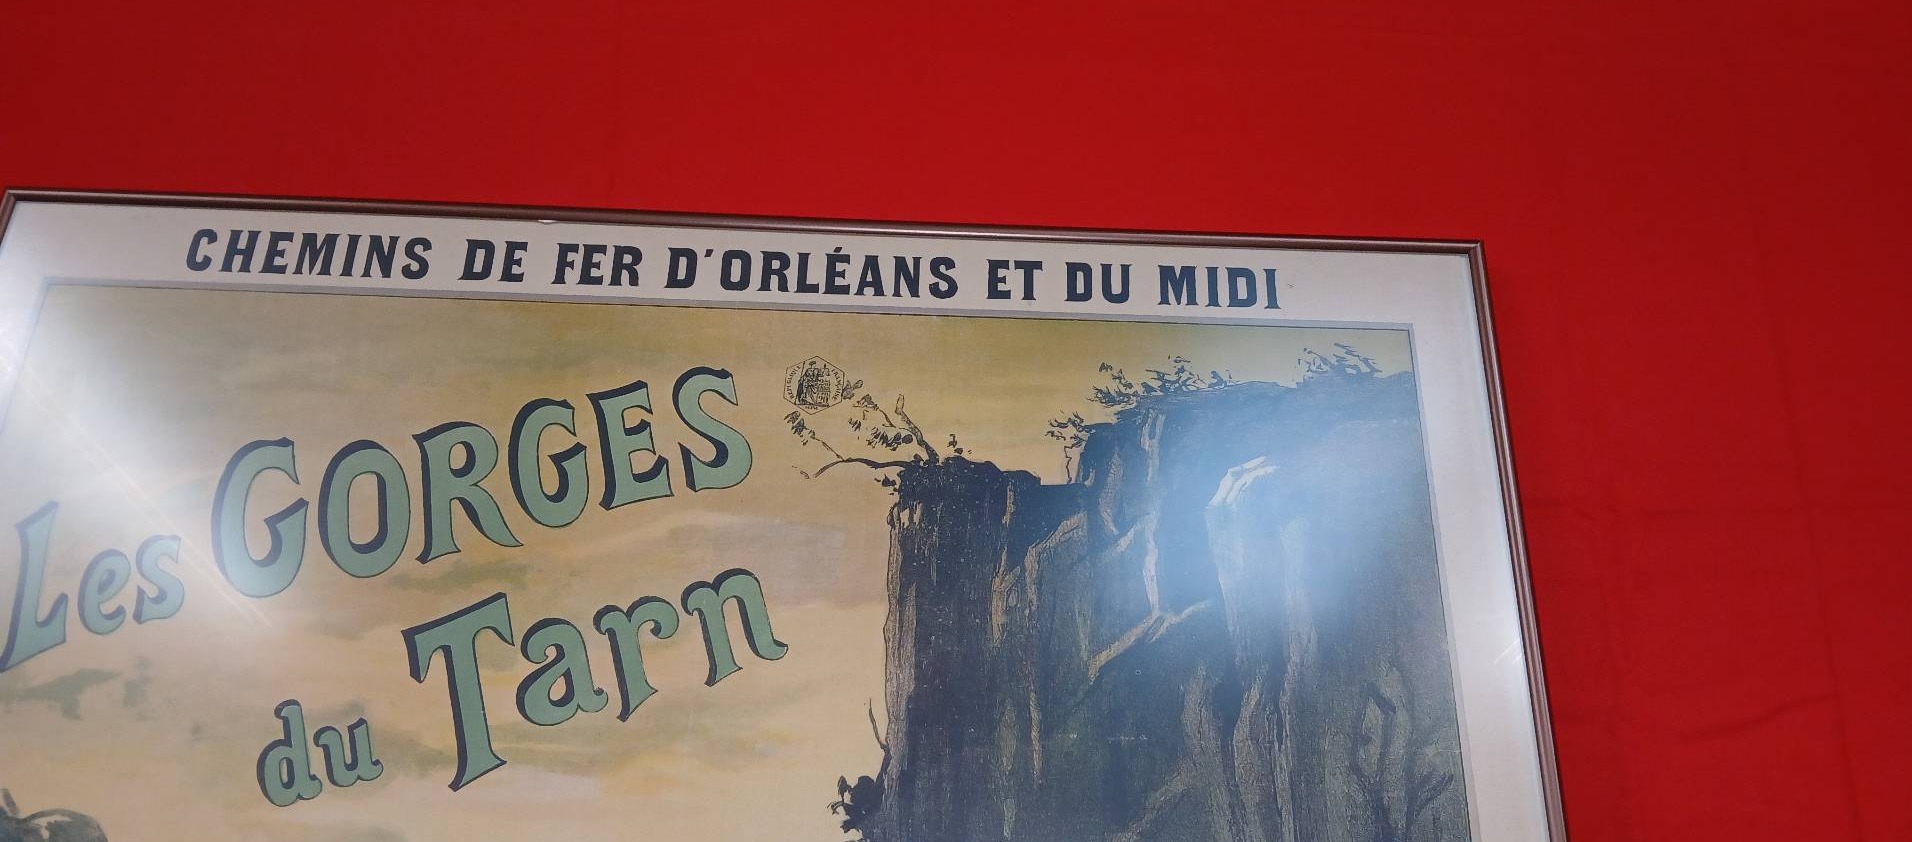 CHEMINS DE FER D'ORLÉANS ET DU MIDI
Les GORGES
du Tarn